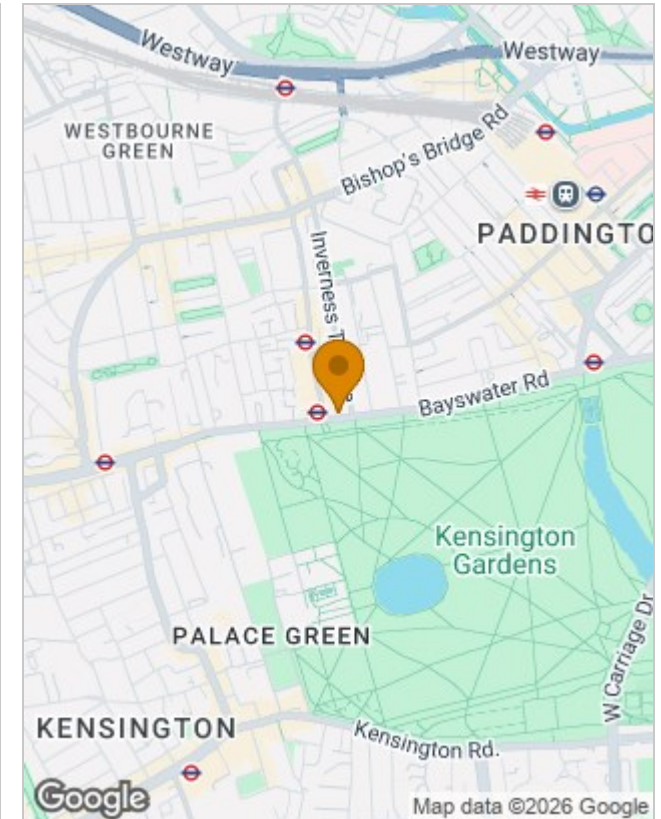 Westway
Westway
WESTBOURNE
GREEN
Bishop's Bridge Rd
PADDINGTO
Inverness T
Bayswater Rd
Kensington
Gardens
PALACE GREEN
W Carriage Dr
KENSINGTON
Kensington Rd.
Google
Map data ©2026 Google